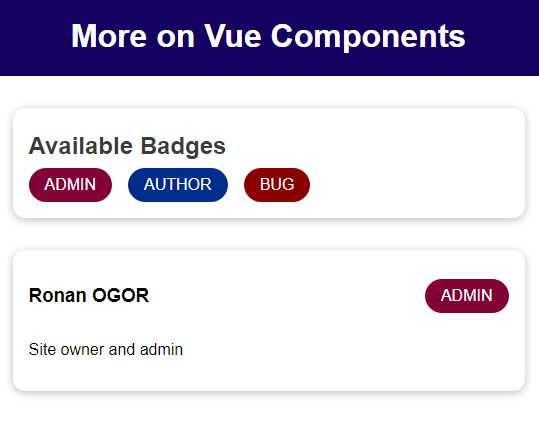 More on Vue Components
Available Badges
ADMIN AUTHOR BUG
Ronan OGOR ADMIN
Site owner and admin